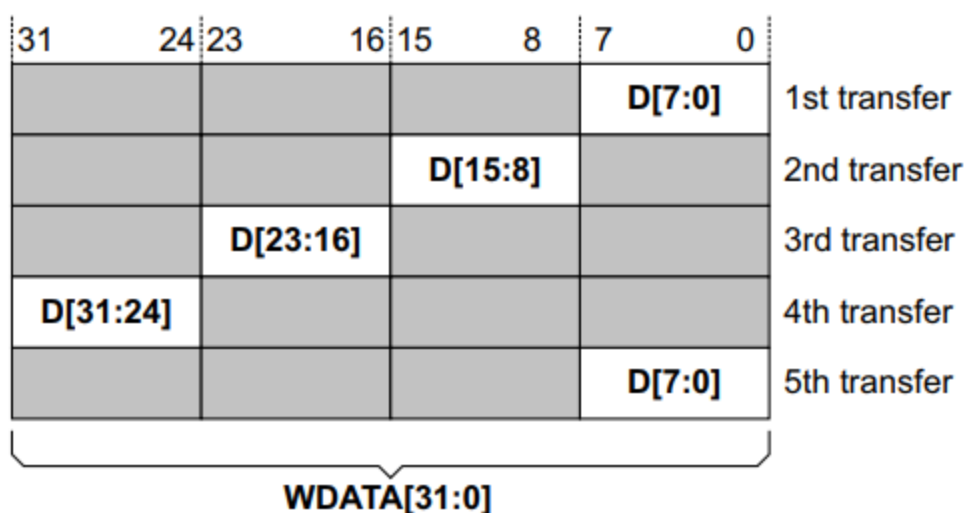 31 24 23 16 15 8 7 0
D[7:0] 1st transfer
D[15:8] 2nd transfer
D[23:16] 3rd transfer
D[31:24] 4th transfer
D[7:0] 5th transfer
WDATA[31:0]